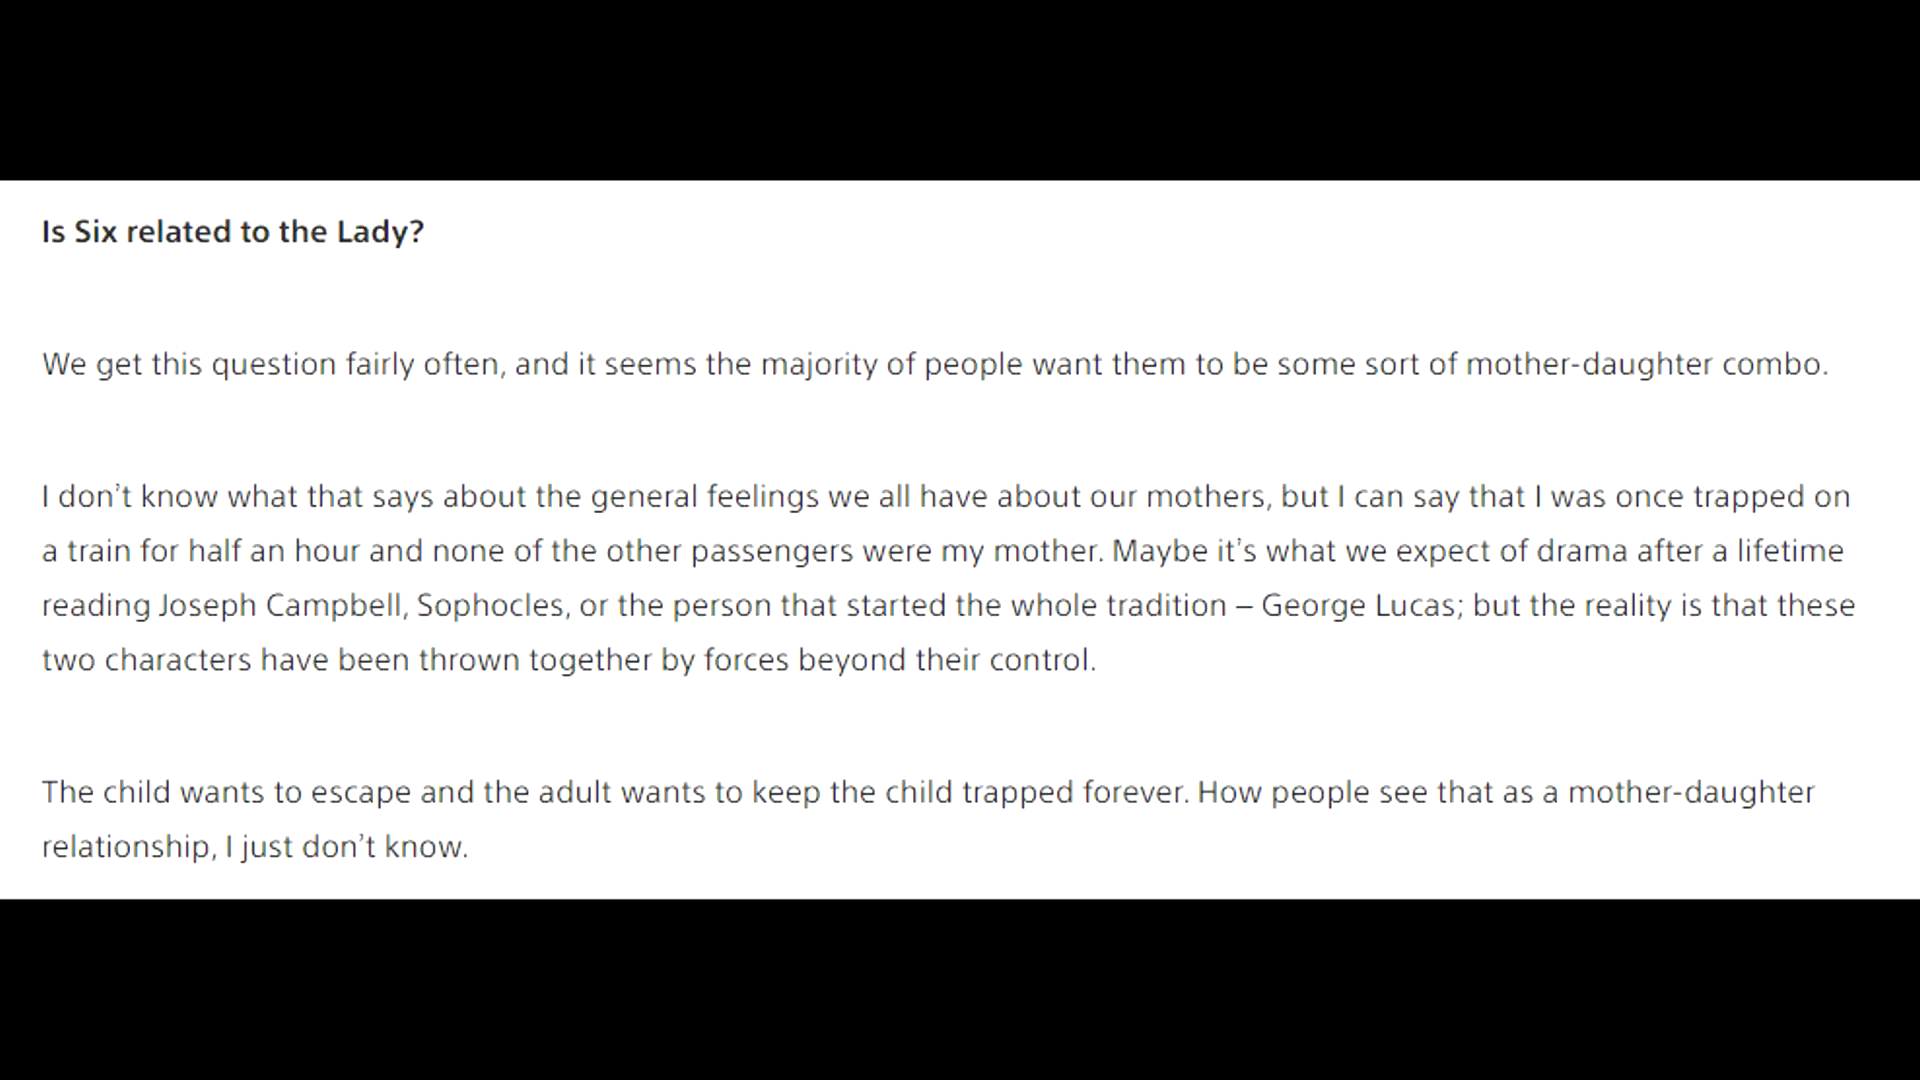 Is Six related to the Lady?
We get this question fairly often, and it seems the majority of people want them to be some sort of mother-daughter combo.
I don’t know what that says about the general feelings we all have about our mothers, but I can say that I was once trapped on
a train for half an hour and none of the other passengers were my mother. Maybe it’s what we expect of drama after a lifetime
reading Joseph Campbell, Sophocles, or the person that started the whole tradition – George Lucas; but the reality is that these
two characters have been thrown together by forces beyond their control.
The child wants to escape and the adult wants to keep the child trapped forever. How people see that as a mother-daughter
relationship, I just don’t know.